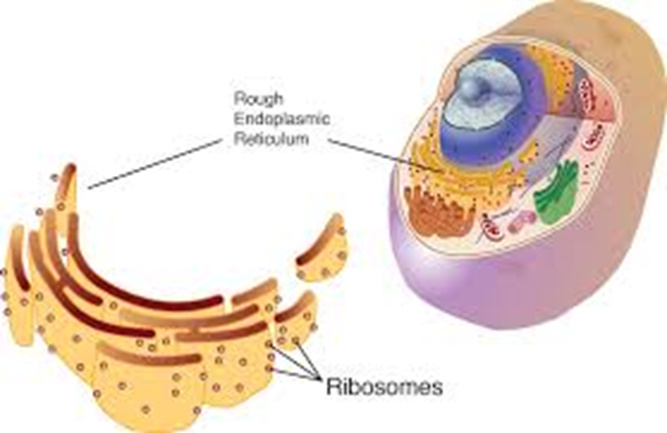 Rough
Endoplasmic
Reticulum
Ribosomes